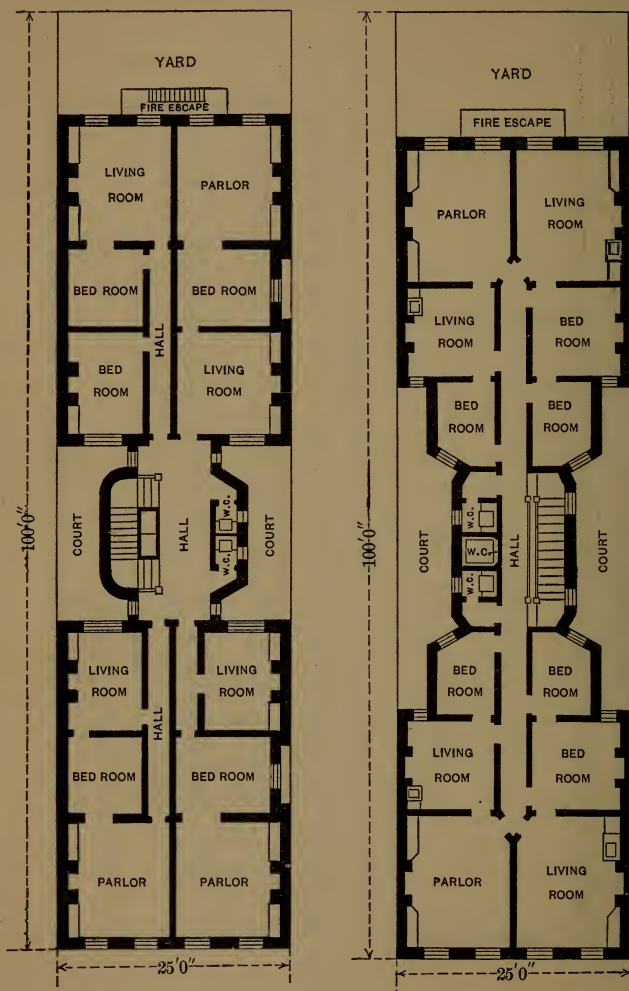 YARD
FIRE ESCAPE
LIVING
ROOM
PARLOR
BED ROOM
BED ROOM
HALL
BED
ROOM
LIVING
ROOM
100'0"
COURT
HALL
W.C.
W.C.
COURT
LIVING
ROOM
LIVING
ROOM
HALL
BED ROOM
BED ROOM
PARLOR
PARLOR
25'0"
YARD
FIRE ESCAPE
PARLOR
LIVING
ROOM
LIVING
ROOM
BED
ROOM
BED
ROOM
BED
ROOM
100'0"
COURT
W.C.
W.C.
W.C.
HALL
COURT
BED
ROOM
BED
ROOM
LIVING
ROOM
BED
ROOM
PARLOR
LIVING
ROOM
25'0"